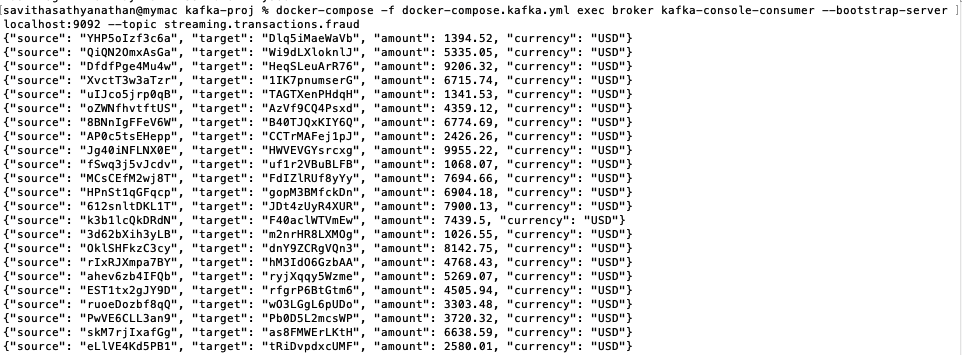 [savithasathyanathan@mymac kafka-proj % docker-compose -f docker-compose.kafka.yml exec broker kafka-console-consumer --bootstrap-server ]
localhost:9092 --topic streaming.transactions.fraud
{"source": "YHP5oIzf3c6a", "target": "Dlq5iMaeWaVb", "amount": 1394.52, "currency": "USD"}
{"source": "QiQN2OmxAsGa", "target": "Wi9dLXloknlJ", "amount": 5335.05, "currency": "USD"}
{"source": "DfdfPge4Mu4w", "target": "HeqSLeuArR76", "amount": 9206.32, "currency": "USD"}
{"source": "XvctT3w3aTzr", "target": "1IK7pnumserG", "amount": 6715.74, "currency": "USD"}
{"source": "uIJco5jrp0qB", "target": "TAGTXenPHdqH", "amount": 1341.53, "currency": "USD"}
{"source": "oZWNfhvtftUS", "target": "AzVf9CQ4Psxd", "amount": 4359.12, "currency": "USD"}
{"source": "8BNnIgFFeV6W", "target": "B40TJQxKIY6Q", "amount": 6774.69, "currency": "USD"}
{"source": "AP0c5tsEHepp", "target": "CCTrMAFej1pJ", "amount": 2426.26, "currency": "USD"}
{"source": "Jg40iNFLNX0E", "target": "HWVEVGYsrcxg", "amount": 9955.22, "currency": "USD"}
{"source": "fSwq3j5vJcdv", "target": "uf1r2VBuBLFB", "amount": 1068.07, "currency": "USD"}
{"source": "MCsCEfM2wj8T", "target": "FdIZlRUf8yYy", "amount": 7694.66, "currency": "USD"}
{"source": "HPnSt1qGFqcp", "target": "gopM3BMfckDn", "amount": 6904.18, "currency": "USD"}
{"source": "612snltDKL1T", "target": "JDt4zUyR4XUR", "amount": 7900.13, "currency": "USD"}
{"source": "k3b1lcQkDRdN", "target": "F40aclWTVmEw", "amount": 7439.5, "currency": "USD"}
{"source": "3d62bXih3yLB", "target": "m2nrHR8LXMOg", "amount": 1026.55, "currency": "USD"}
{"source": "OklSHFkzC3cy", "target": "dnY9ZCRgVQn3", "amount": 8142.75, "currency": "USD"}
{"source": "rIxRJXmpa7BY", "target": "hM3IdO6GzbAA", "amount": 4768.43, "currency": "USD"}
{"source": "ahev6zb4IFQb", "target": "ryjXqqy5Wzme", "amount": 5269.07, "currency": "USD"}
{"source": "EST1tx2gJY9D", "target": "rfgrP6BtGtm6", "amount": 4505.94, "currency": "USD"}
{"source": "ruoeDozbf8qQ", "target": "wO3LGgL6pUDo", "amount": 3303.48, "currency": "USD"}
{"source": "PwVE6CLL3an9", "target": "Pb0D5L2mcsWP", "amount": 3720.32, "currency": "USD"}
{"source": "skM7rjIxafGg", "target": "as8FMWErLKtH", "amount": 6638.59, "currency": "USD"}
{"source": "eLlVE4Kd5PB1", "target": "tRiDvpdxcUMF", "amount": 2580.01, "currency": "USD"}